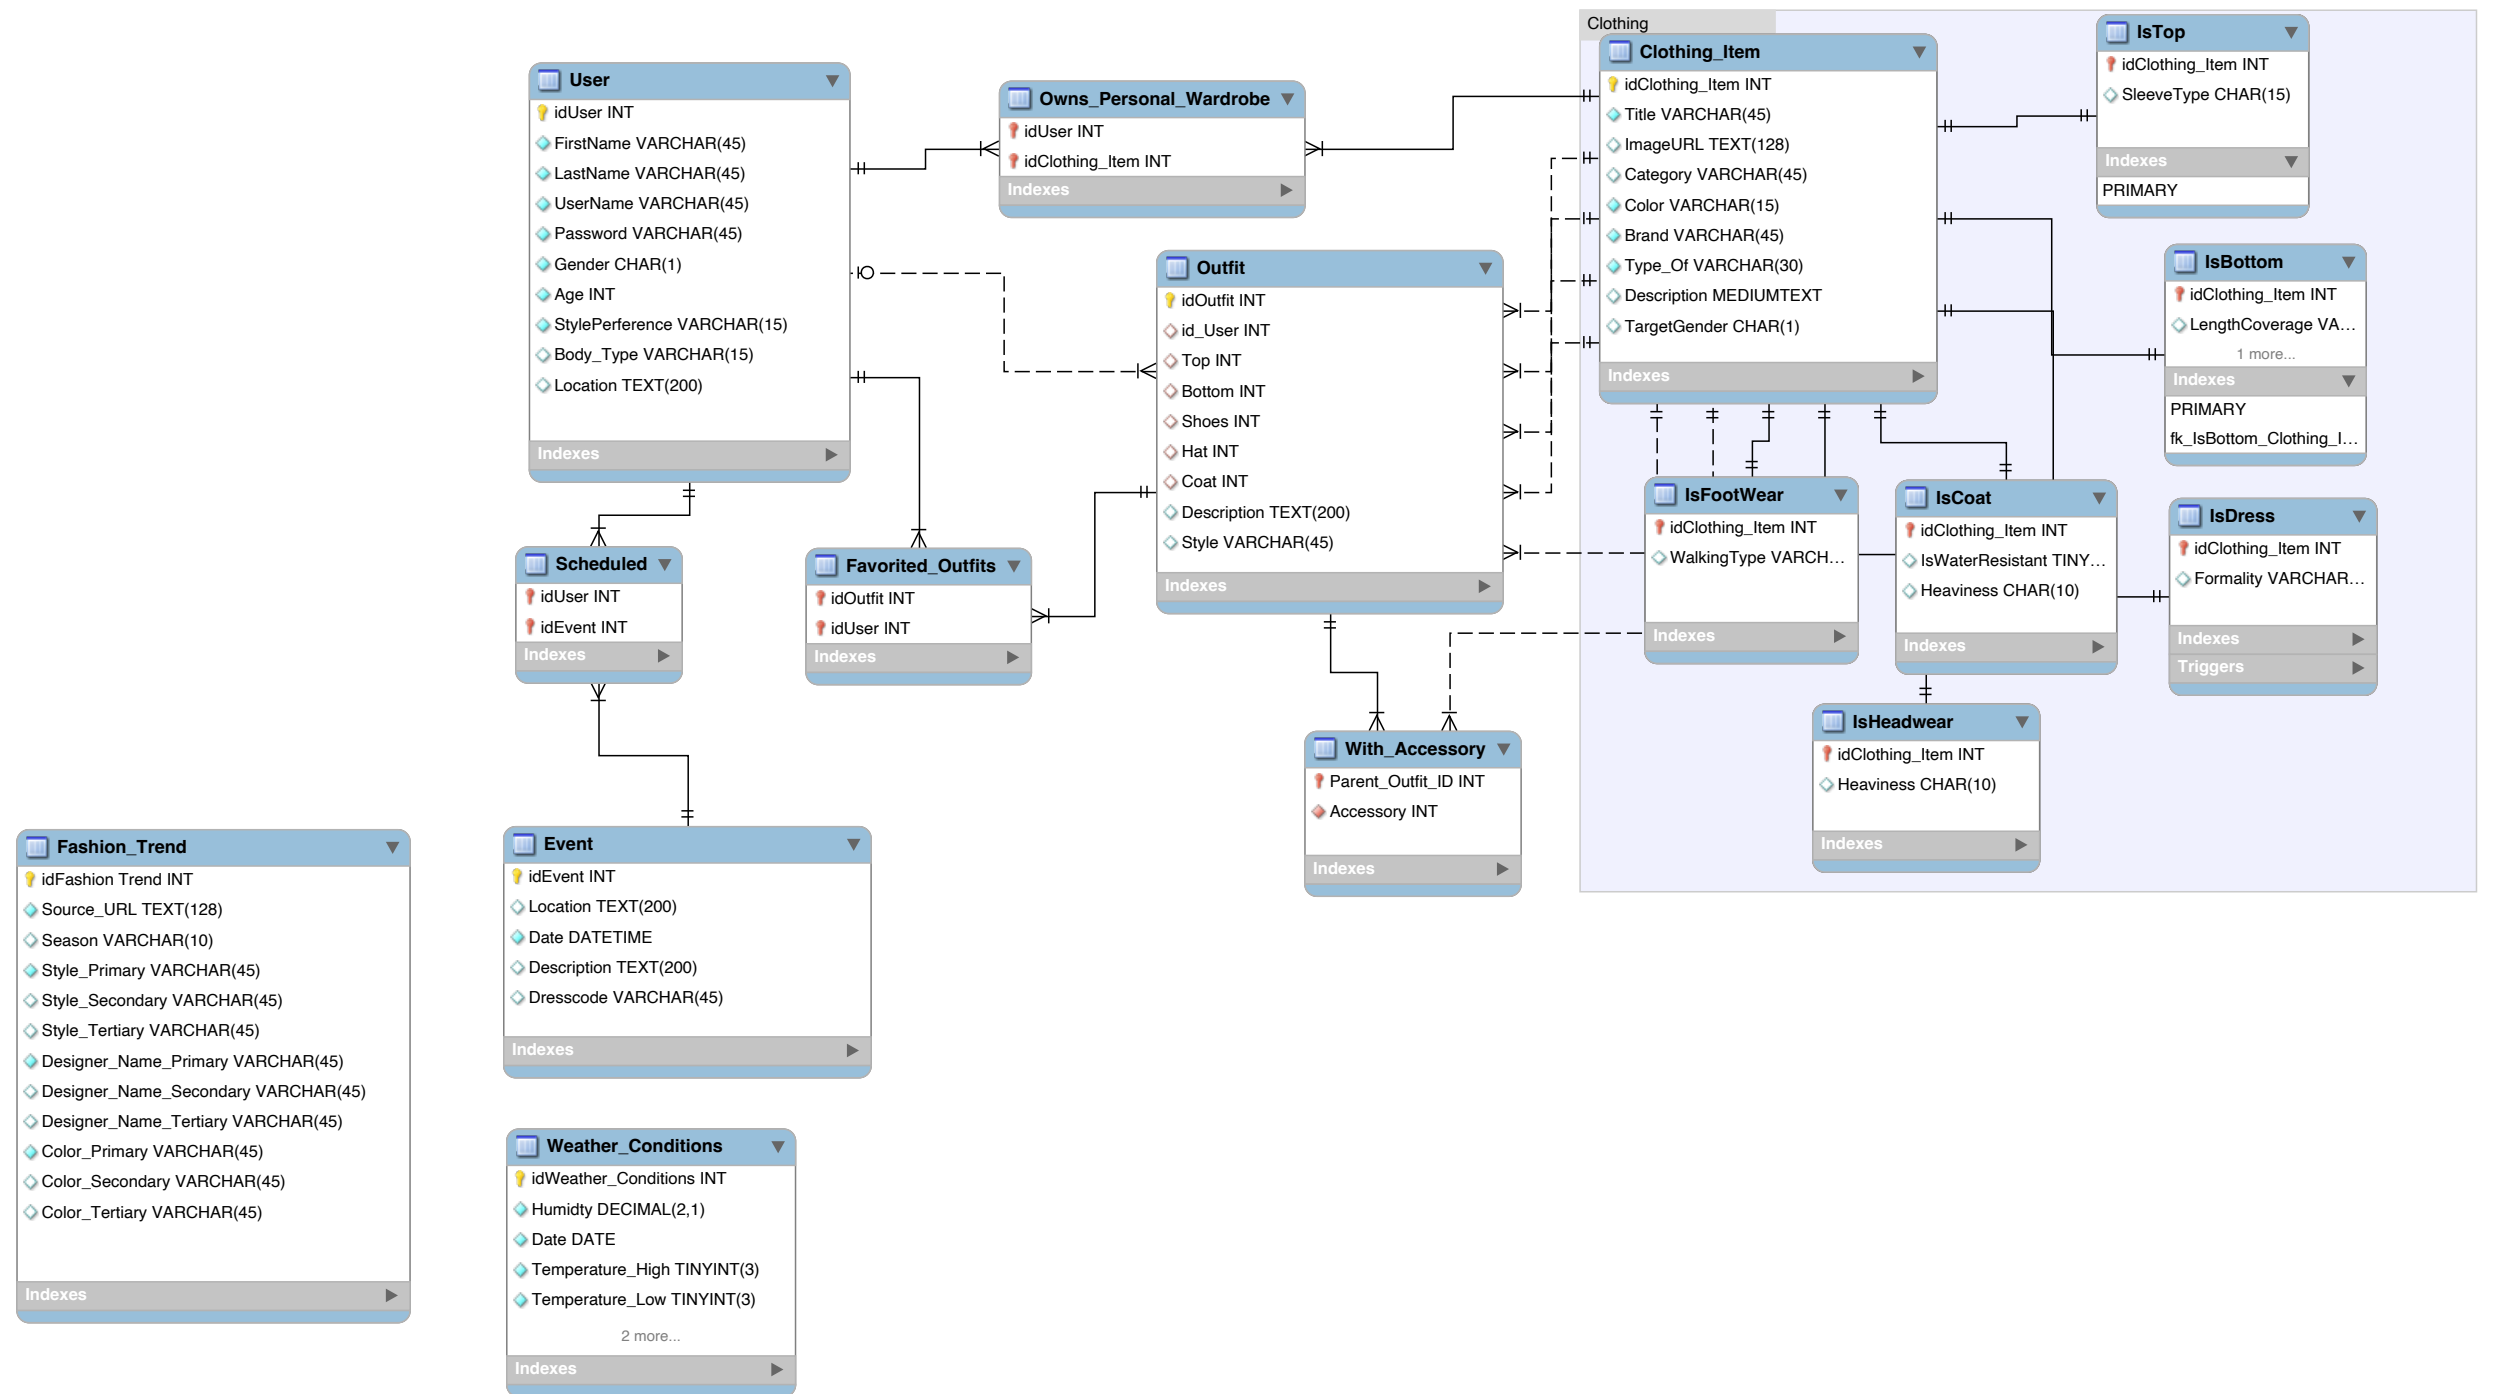 Clothing
User
idUser INT
FirstName VARCHAR(45)
LastName VARCHAR(45)
UserName VARCHAR(45)
Password VARCHAR(45)
Gender CHAR(1)
Age INT
StylePerference VARCHAR(15)
Body_Type VARCHAR(15)
Location TEXT(200)
Indexes
Owns_Personal_Wardrobe
idUser INT
idClothing_Item INT
Indexes
Clothing_Item
idClothing_Item INT
Title VARCHAR(45)
ImageURL TEXT(128)
Category VARCHAR(45)
Color VARCHAR(15)
Brand VARCHAR(45)
Type_Of VARCHAR(30)
Description MEDIUMTEXT
TargetGender CHAR(1)
Indexes
IsTop
idClothing_Item INT
SleeveType CHAR(15)
Indexes
PRIMARY
IsBottom
idClothing_Item INT
LengthCoverage VA...
1 more...
Indexes
PRIMARY
fk_IsBottom_Clothing_I...
Outfit
idOutfit INT
id_User INT
Top INT
Bottom INT
Shoes INT
Hat INT
Coat INT
Description TEXT(200)
Style VARCHAR(45)
Indexes
IsFootWear
idClothing_Item INT
WalkingType VARCH...
Indexes
IsCoat
idClothing_Item INT
IsWaterResistant TINY...
Heaviness CHAR(10)
Indexes
IsDress
idClothing_Item INT
Formality VARCHAR...
Indexes
Triggers
Scheduled
idUser INT
idEvent INT
Indexes
Favorited_Outfits
idOutfit INT
idUser INT
Indexes
With_Accessory
Parent_Outfit_ID INT
Accessory INT
Indexes
IsHeadwear
idClothing_Item INT
Heaviness CHAR(10)
Indexes
Fashion_Trend
idFashion Trend INT
Source_URL TEXT(128)
Season VARCHAR(10)
Style_Primary VARCHAR(45)
Style_Secondary VARCHAR(45)
Style_Tertiary VARCHAR(45)
Designer_Name_Primary VARCHAR(45)
Designer_Name_Secondary VARCHAR(45)
Designer_Name_Tertiary VARCHAR(45)
Color_Primary VARCHAR(45)
Color_Secondary VARCHAR(45)
Color_Tertiary VARCHAR(45)
Indexes
Event
idEvent INT
Location TEXT(200)
Date DATETIME
Description TEXT(200)
Dresscode VARCHAR(45)
Indexes
Weather_Conditions
idWeather_Conditions INT
Humidty DECIMAL(2,1)
Date DATE
Temperature_High TINYINT(3)
Temperature_Low TINYINT(3)
2 more...
Indexes